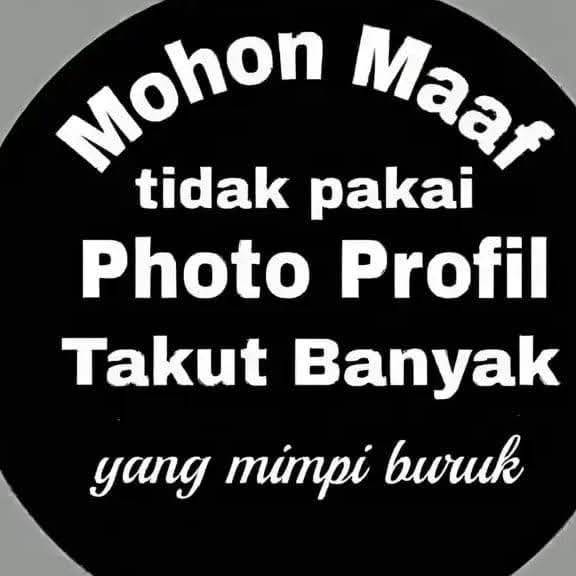 Mohon Maaf
tidak pakai
Photo Profil
Takut Banyak
yang mimpi buruk